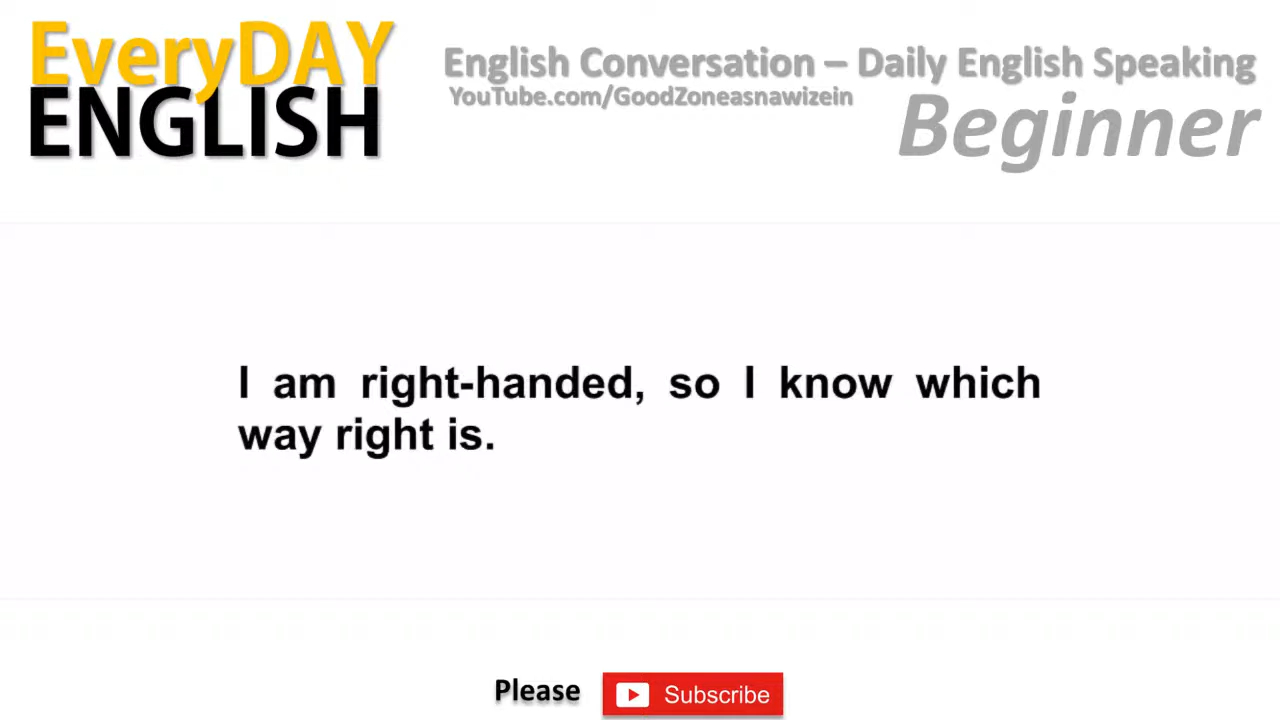 EveryDAY
ENGLISH
English Conversation – Daily English Speaking
YouTube.com/GoodZoneasnawizein
Beginner
I am right-handed, so I know which
way right is.
Please
Subscribe